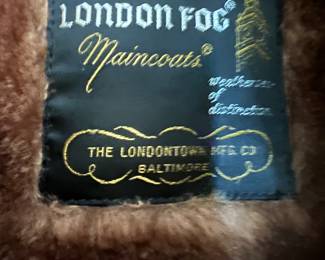 LONDON FOG®
Maincoats®
weatherwear
of
distinction
THE LONDONTOWN MFG. CO
BALTIMORE